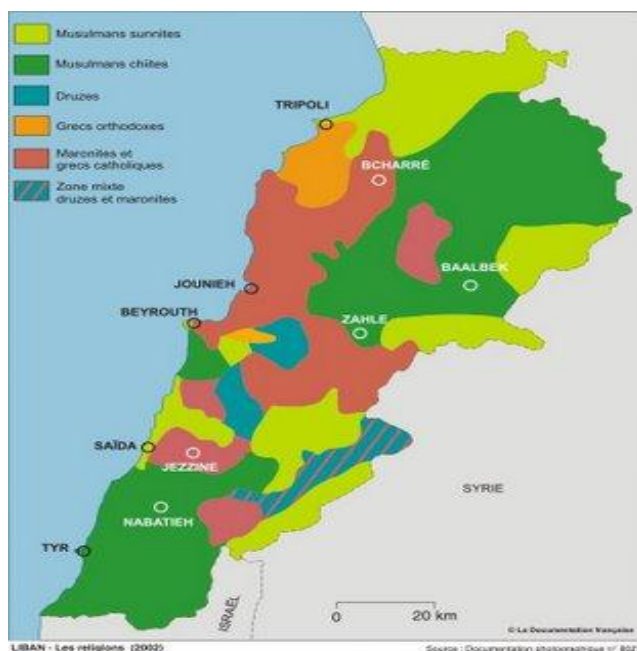 Musulmans sunnites
Musulmans chiites
Druzes
Grecs orthodoxes
Maronites et
grecs catholiques
Zone mixte
druzes et maronites
TRIPOLI
BCHARRÉ
BAALBEK
JOUNIEH
BEYROUTH
ZAHLE
SAÏDA
JEZZINE
SYRIE
NABATIEH
TYR
ISRAËL
0 20 km
© La Documentation française
LIBAN - Les religions (2002)
Source : Documentation photographique n°